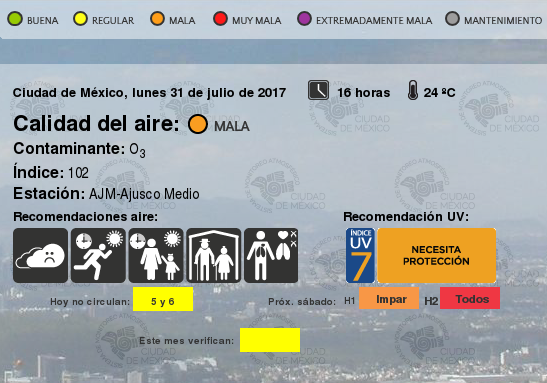 BUENA REGULAR MALA MUY MALA EXTREMADAMENTE MALA MANTENIMIENTO
Ciudad de México, lunes 31 de julio de 2017 16 horas 24 ºC
Calidad del aire: MALA
Contaminante: O3
Índice: 102
Estación: AJM-Ajusco Medio
Recomendaciones aire: Recomendación UV:
ÍNDICE UV 7 NECESITA PROTECCIÓN
Hoy no circulan: 5 y 6 Próx. sábado: H1 Impar H2 Todos
Este mes verifican:
CIUDAD DE MÉXICO